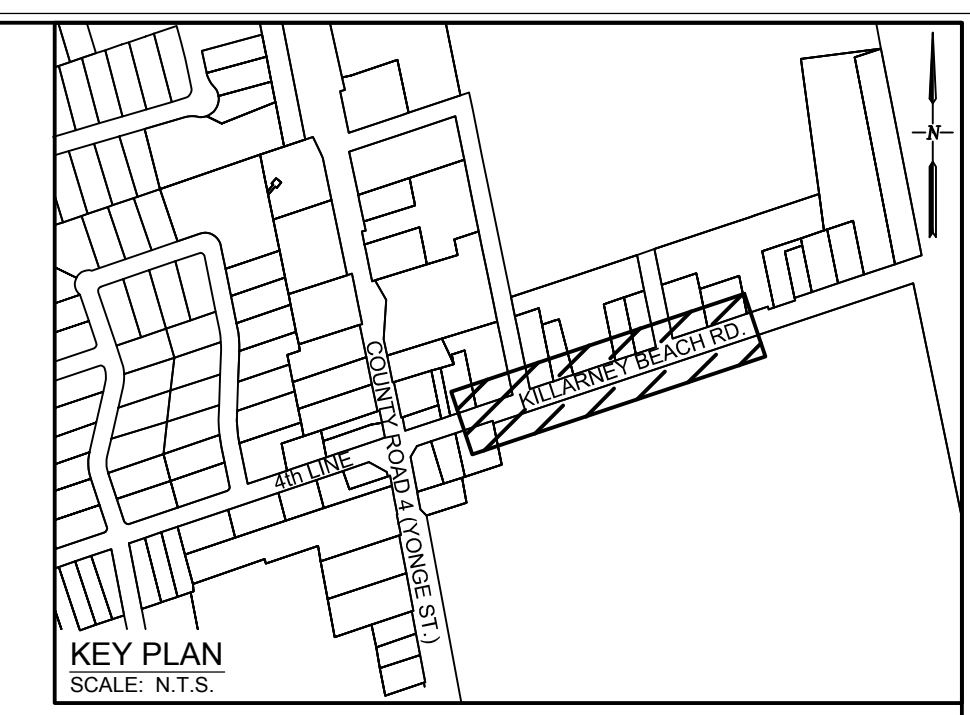 N
KILLARNEY BEACH RD.
COUNTY ROAD 4 (YONGE ST.)
4th LINE
KEY PLAN
SCALE: N.T.S.